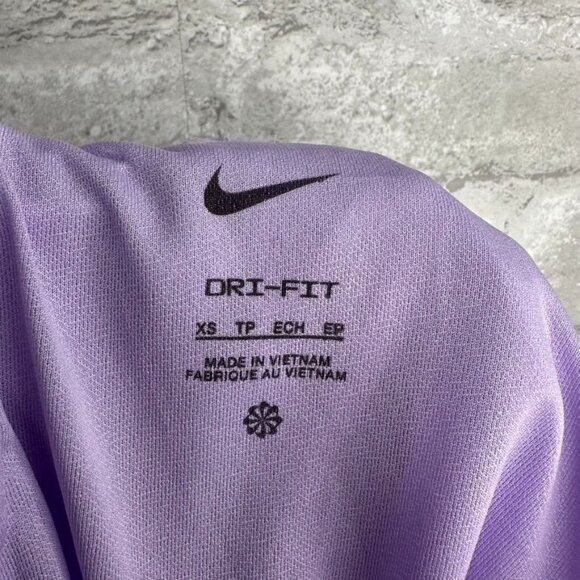 DRI-FIT
XS TP ECH EP
MADE IN VIETNAM
FABRIQUE AU VIETNAM